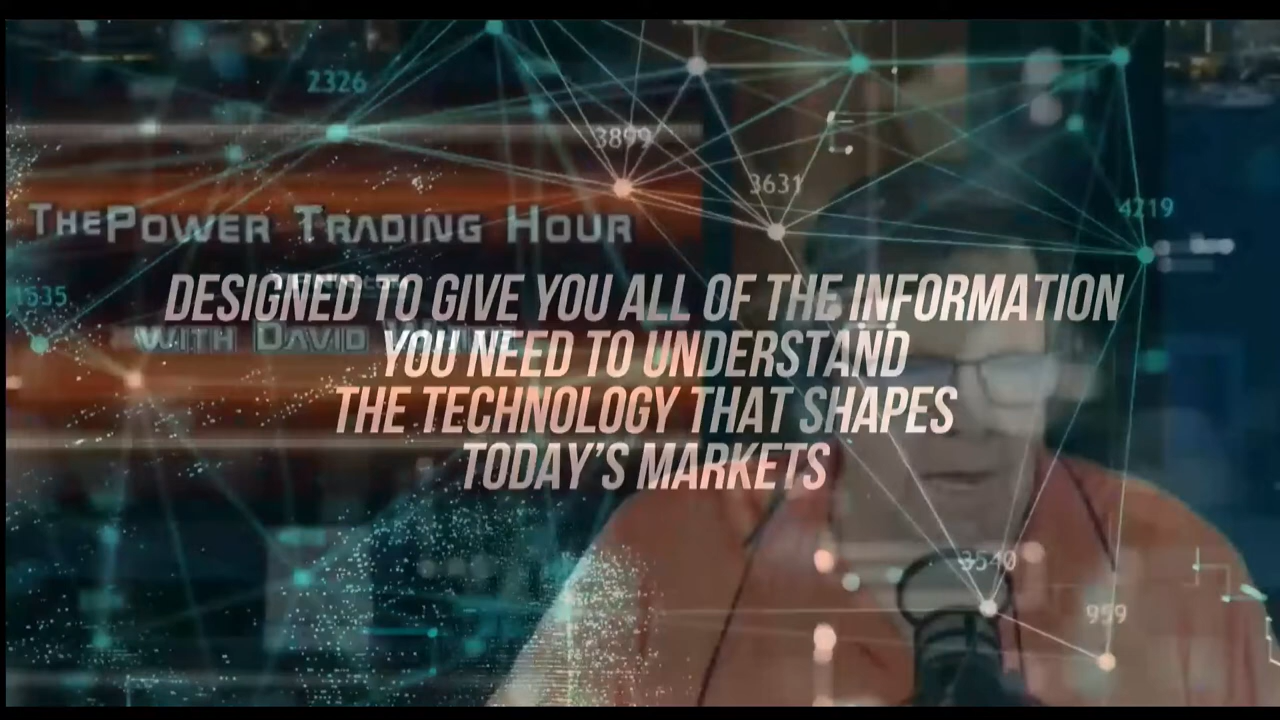 2326
3899
3631
4219
THEPOWER TRADING HOUR
DESIGNED TO GIVE YOU ALL OF THE INFORMATION
1535
WITH DAVID
YOU NEED TO UNDERSTAND
THE TECHNOLOGY THAT SHAPES
TODAY’S MARKETS
3540
959